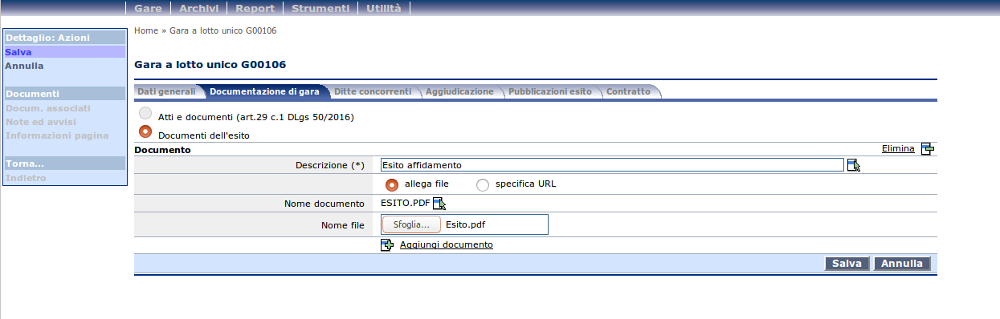 Gare Archivi Report Strumenti Utilità
Home » Gara a lotto unico G00106
Dettaglio: Azioni
Salva
Annulla
Documenti
Docum. associati
Note ed avvisi
Informazioni pagina
Torna...
Indietro
Gara a lotto unico G00106
Dati generali Documentazione di gara Ditte concorrenti Aggiudicazione Pubblicazioni esito Contratto
Atti e documenti (art.29 c.1 DLgs 50/2016)
Documenti dell'esito
Documento Elimina
Descrizione (*) Esito affidamento
allega file specifica URL
Nome documento ESITO.PDF
Nome file Sfoglia... Esito.pdf
Aggiungi documento
Salva Annulla